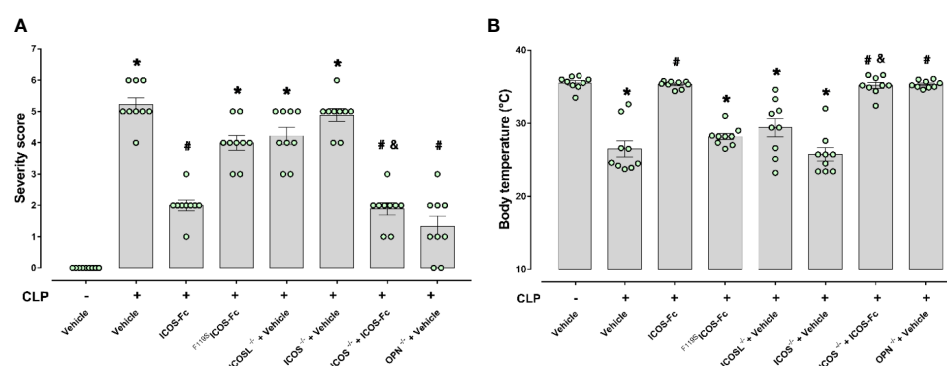 A
Severity score
7
6
5
4
3
2
1
0
*
#
*
*
*
# &
#
CLP
- + + + + + + +
Vehicle
Vehicle
ICOS-Fc
F119SICOS-Fc
ICOSL -/- + Vehicle
ICOS -/- + Vehicle
ICOS -/- + ICOS-Fc
OPN -/- + Vehicle
B
Body temperature (°C)
40
30
20
10
*
#
*
*
*
# &
#
CLP
- + + + + + + +
Vehicle
Vehicle
ICOS-Fc
F119SICOS-Fc
ICOSL -/- + Vehicle
ICOS -/- + Vehicle
ICOS -/- + ICOS-Fc
OPN -/- + Vehicle